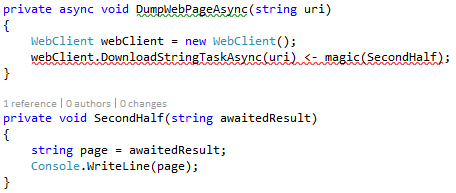 private async void DumpWebPageAsync(string uri)
{
WebClient webClient = new WebClient();
webClient.DownloadStringTaskAsync(uri) <- magic(SecondHalf);
}
1 reference | 0 authors | 0 changes
private void SecondHalf(string awaitedResult)
{
string page = awaitedResult;
Console.WriteLine(page);
}